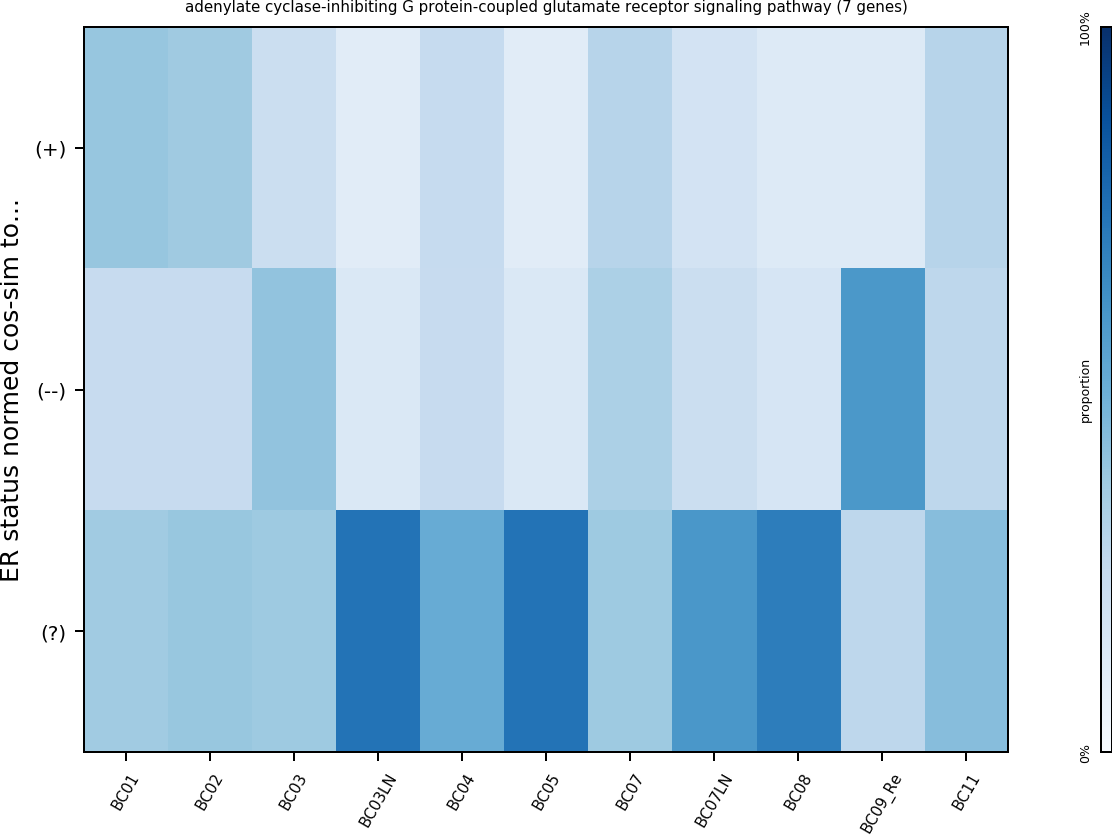 adenylate cyclase-inhibiting G protein-coupled glutamate receptor signaling pathway (7 genes)
ER status normed cos-sim to...
(+)
(--)
(?)
BC01
BC02
BC03
BC03LN
BC04
BC05
BC07
BC07LN
BC08
BC09_Re
BC11
100%
proportion
0%